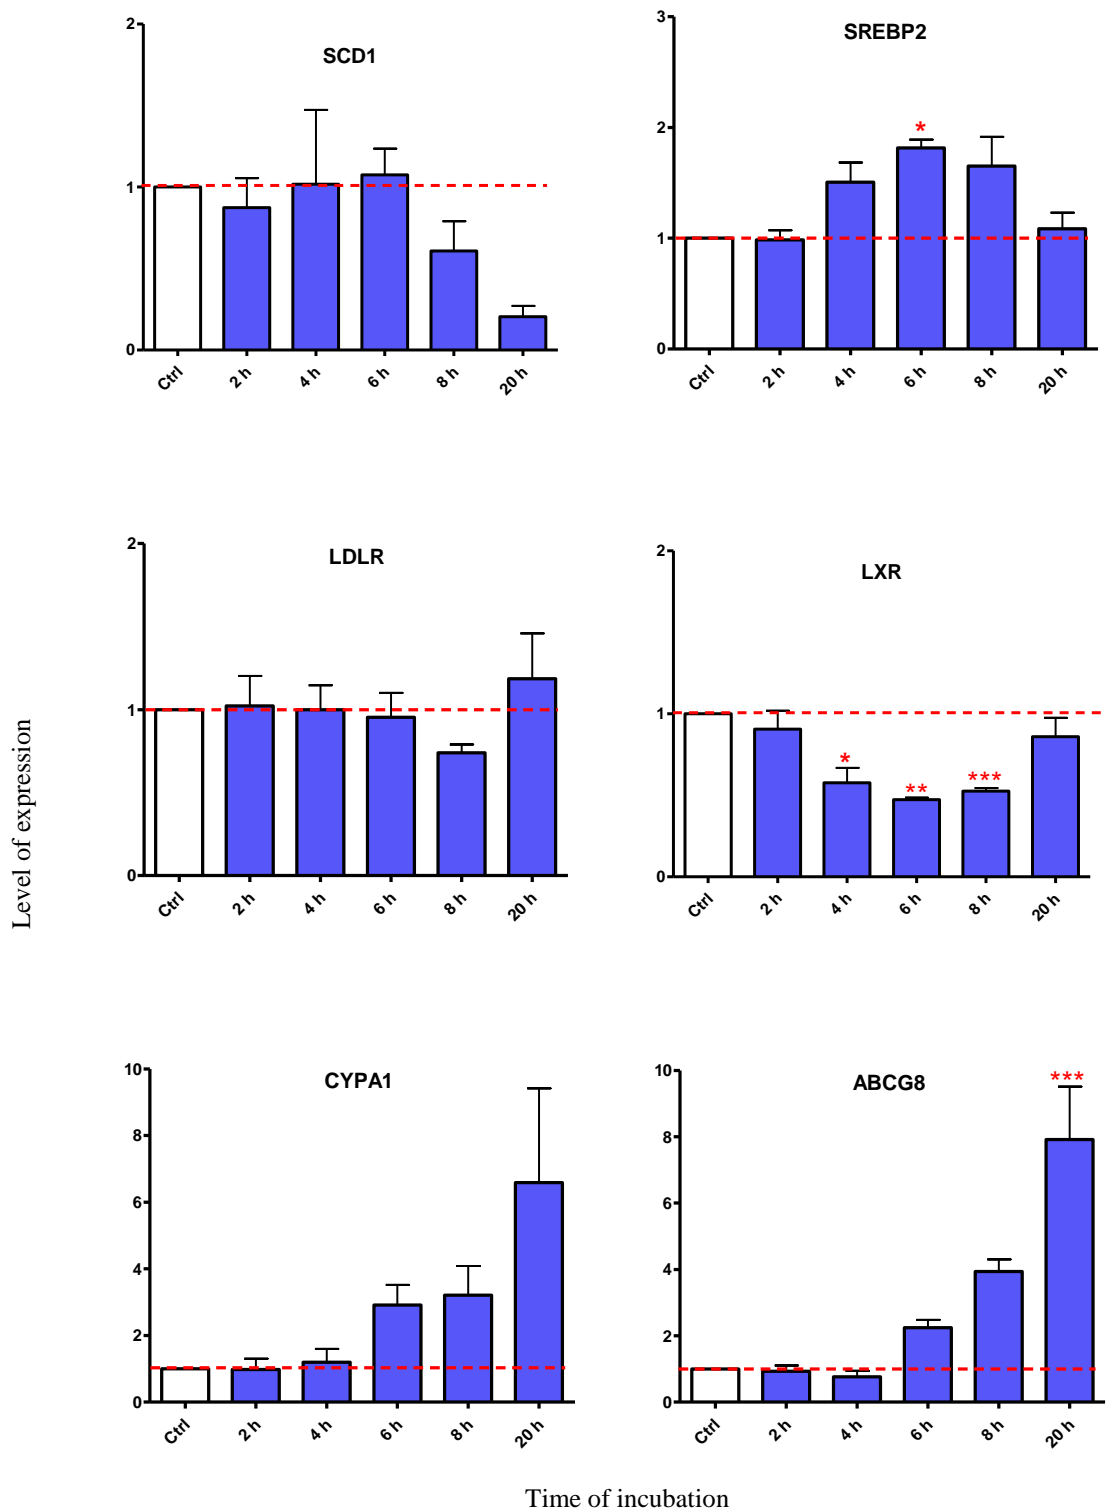 SCD1
2
1
0
Ctrl
2 h
4 h
6 h
8 h
20 h
SREBP2
3
2
1
0
*
Ctrl
2 h
4 h
6 h
8 h
20 h
LDLR
2
1
0
Ctrl
2 h
4 h
6 h
8 h
20 h
LXR
2
1
0
*
**
***
Ctrl
2 h
4 h
6 h
8 h
20 h
Level of expression
CYPA1
10
8
6
4
2
0
Ctrl
2 h
4 h
6 h
8 h
20 h
ABCG8
10
8
6
4
2
0
***
Ctrl
2 h
4 h
6 h
8 h
20 h
Time of incubation